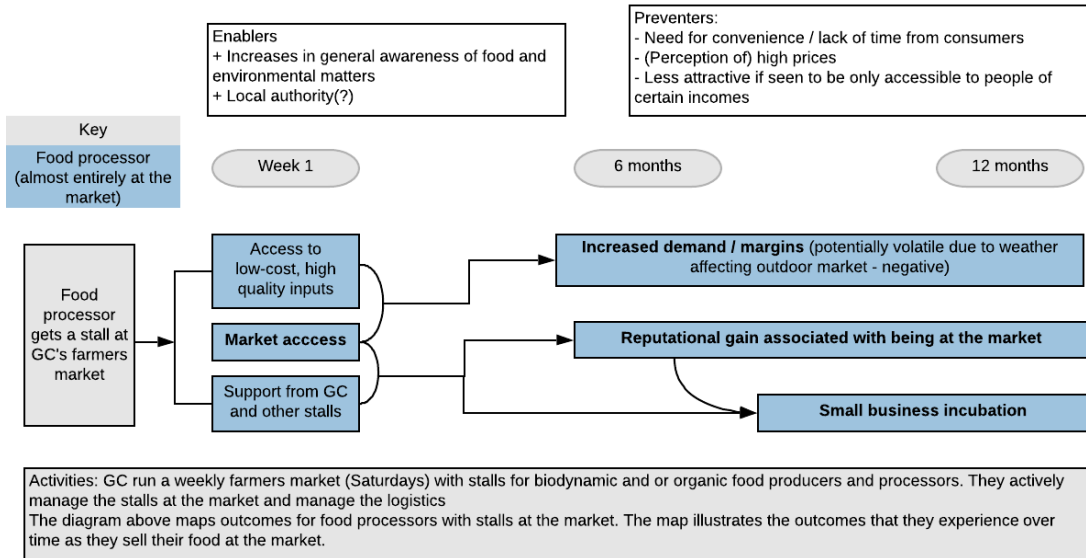 Enablers
+ Increases in general awareness of food and
environmental matters
+ Local authority(?)
Preventers:
- Need for convenience / lack of time from consumers
- (Perception of) high prices
- Less attractive if seen to be only accessible to people of
certain incomes
Key
Food processor
(almost entirely at the
market)
Week 1
6 months
12 months
Food
processor
gets a stall at
GC's farmers
market
Access to
low-cost, high
quality inputs
Market acccess
Support from GC
and other stalls
Increased demand / margins (potentially volatile due to weather
affecting outdoor market - negative)
Reputational gain associated with being at the market
Small business incubation
Activities: GC run a weekly farmers market (Saturdays) with stalls for biodynamic and or organic food producers and processors. They actively
manage the stalls at the market and manage the logistics
The diagram above maps outcomes for food processors with stalls at the market. The map illustrates the outcomes that they experience over
time as they sell their food at the market.